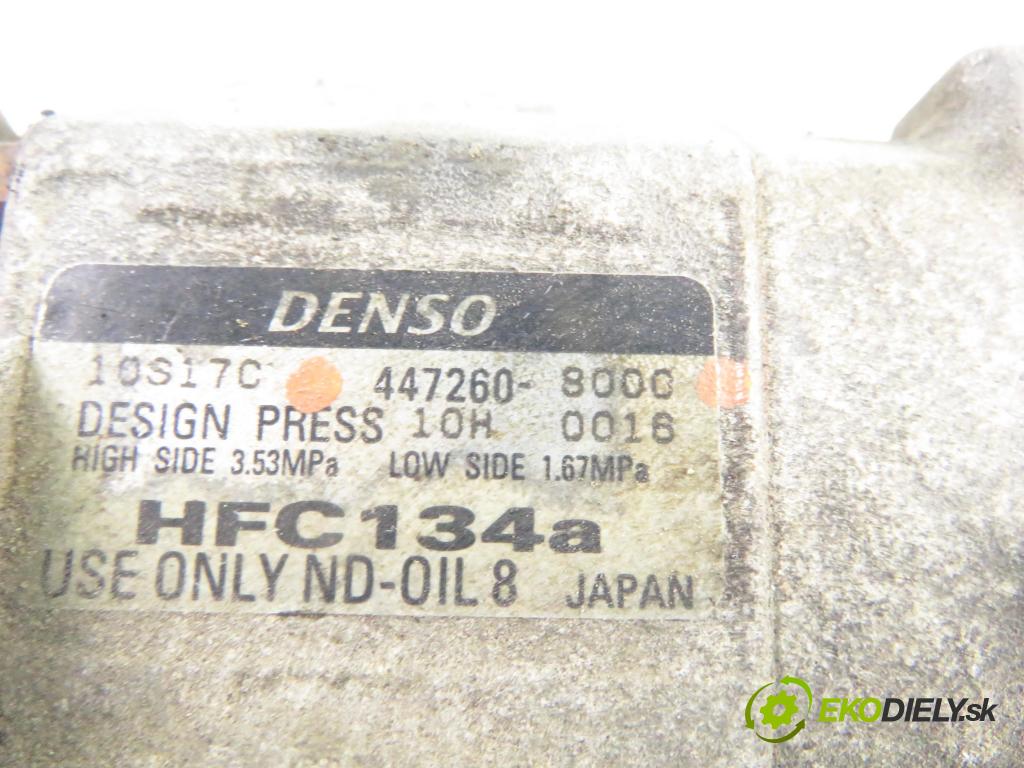 DENSO
10S17C 447260- 8000
DESIGN PRESS 10H 0016
HIGH SIDE 3.53MPa LOW SIDE 1.67MPa
HFC134a
USE ONLY ND-OIL 8 JAPAN
EKODIELY.sk